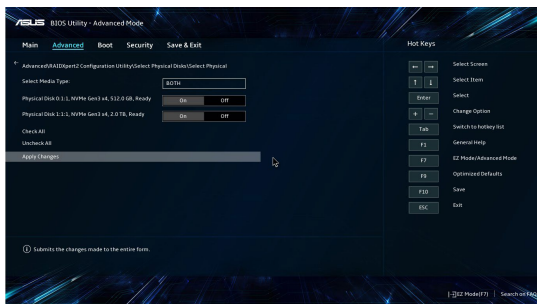 ASUS BIOS Utility - Advanced Mode
Main Advanced Boot Security Save & Exit
Hot Keys
Advanced\RAIDXpert2 Configuration Utility\Select Physical Disks\Select Physical
Select Media Type: BOTH
Physical Disk 0:1:1, NVMe Gen3 x4, 512.0 GB, Ready On Off
Physical Disk 1:1:1, NVMe Gen3 x4, 2.0 TB, Ready On Off
Check All
Uncheck All
Apply Changes
← → Select Screen
↑ ↓ Select Item
Enter Select
+ − Change Option
Tab Switch to hotkey list
F1 General Help
F7 EZ Mode/Advanced Mode
F9 Optimized Defaults
F10 Save
ESC Exit
Submits the changes made to the entire form.
EZ Mode(F7) | Search on FAQ